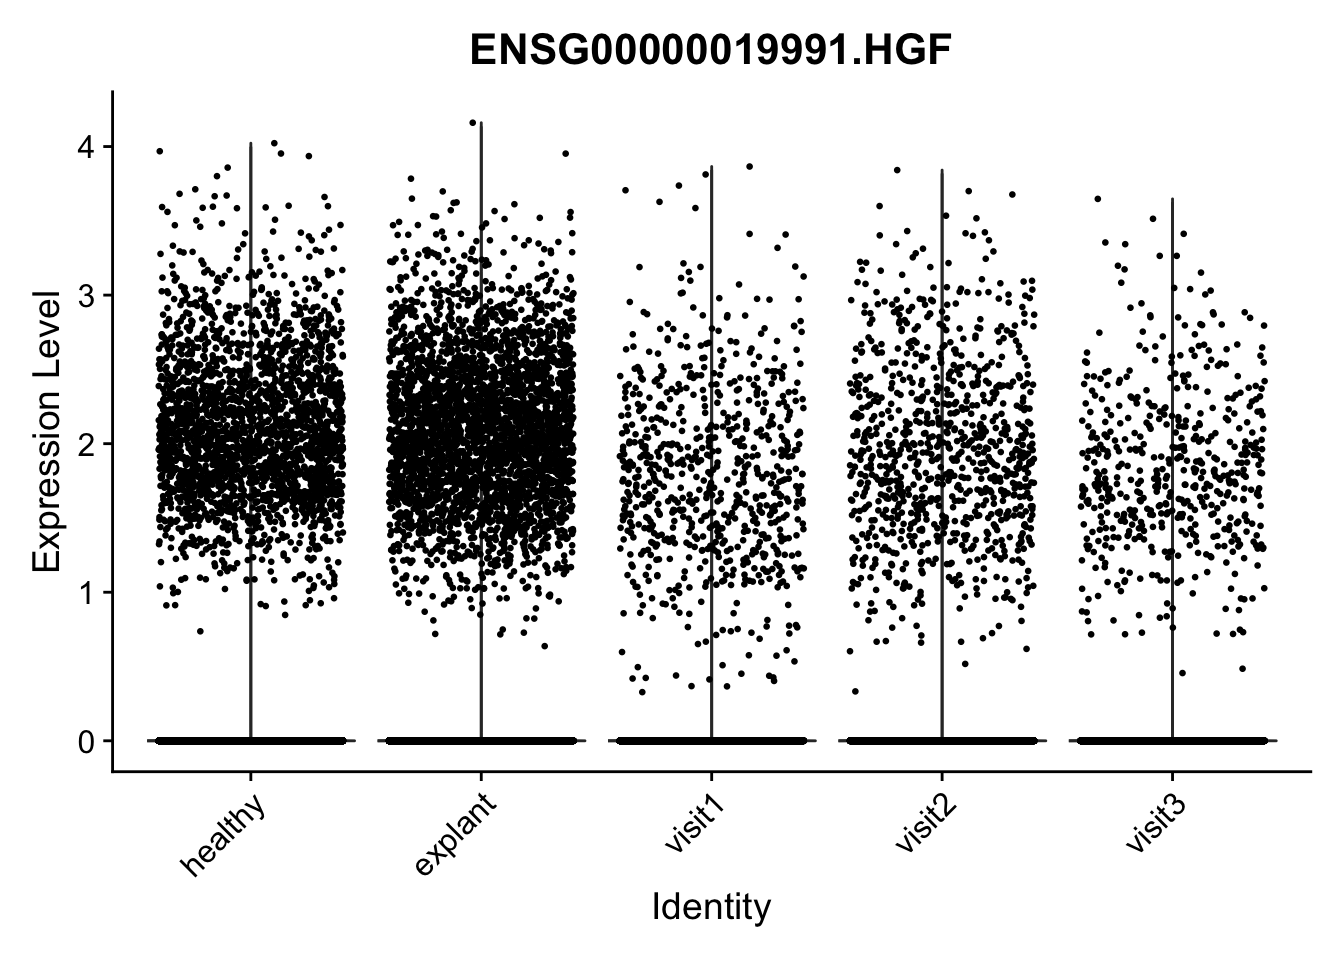 ENSG00000019991.HGF
Expression Level
4
3
2
1
0
healthy
explant
visit1
visit2
visit3
Identity